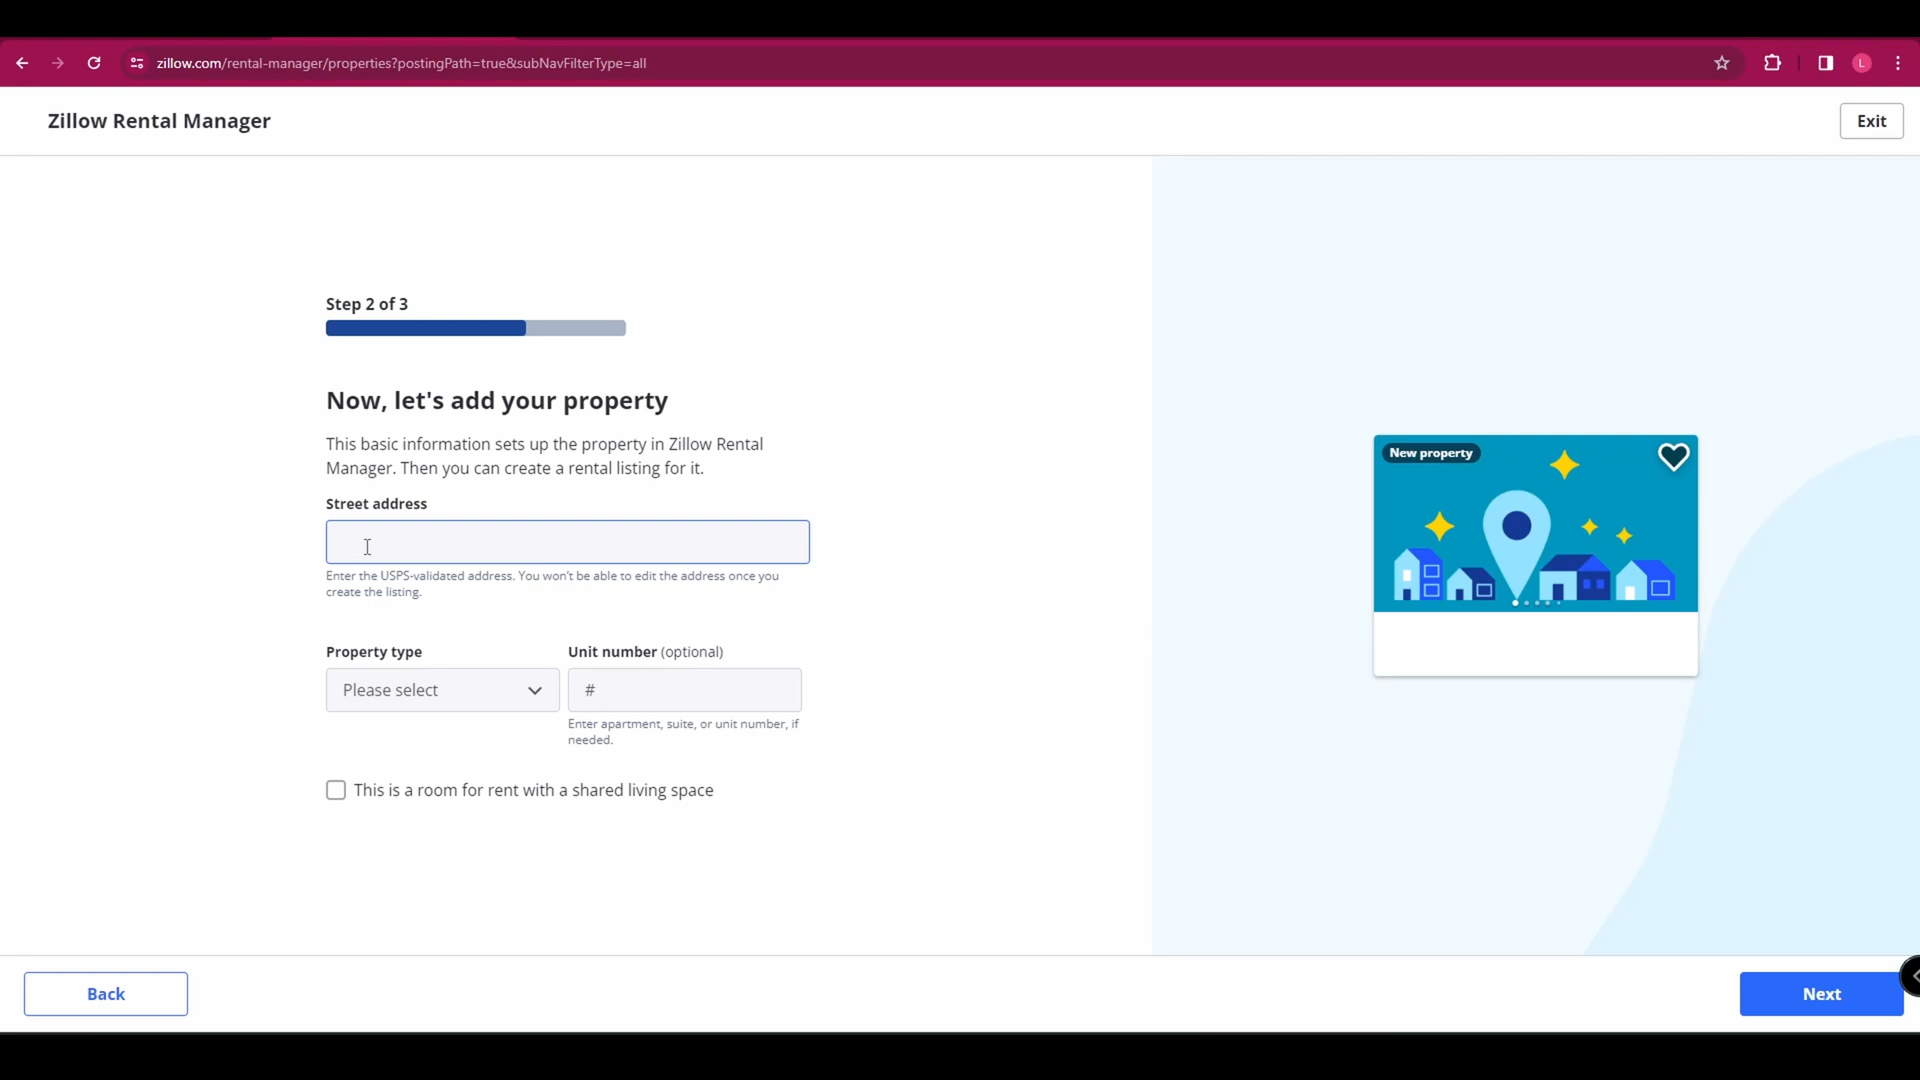 zillow.com/rental-manager/properties?postingPath=true&subNavFilterType=all
L
Zillow Rental Manager
Exit
Step 2 of 3
Now, let's add your property
This basic information sets up the property in Zillow Rental
Manager. Then you can create a rental listing for it.
Street address
Enter the USPS-validated address. You won't be able to edit the address once you
create the listing.
Property type
Unit number (optional)
Please select
#
Enter apartment, suite, or unit number, if
needed.
This is a room for rent with a shared living space
New property
Back
Next